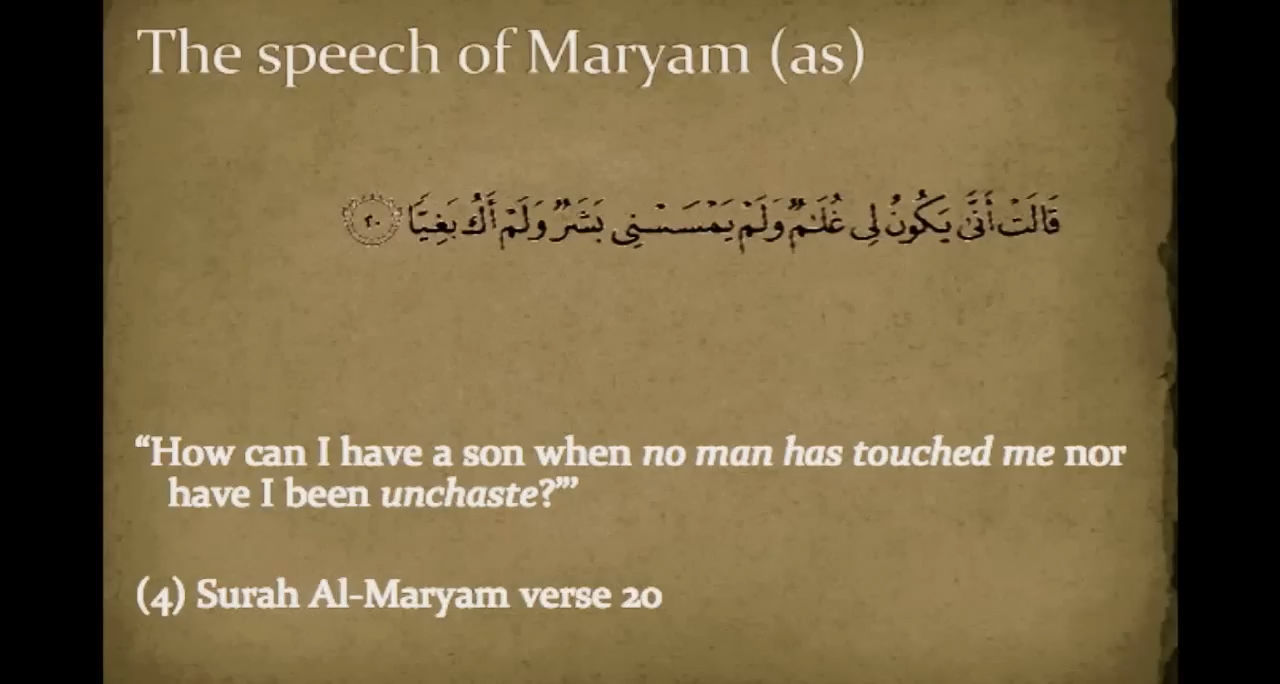 The speech of Maryam (as)
قَالَتْ أَنَّىٰ يَكُونُ لِى غُلَٰمٌ وَلَمْ يَمْسَسْنِى بَشَرٌ وَلَمْ أَكُ بَغِيًّا ٢٠
“How can I have a son when no man has touched me nor
have I been unchaste?”’
(4) Surah Al-Maryam verse 20